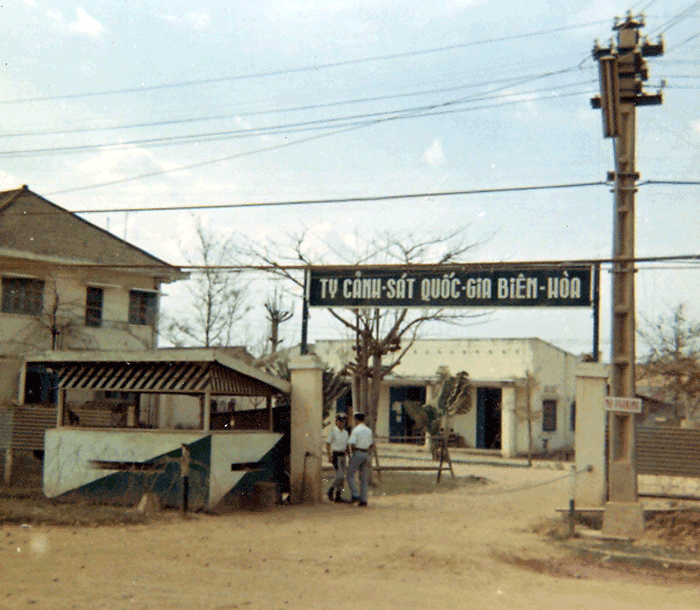 TY CẢNH-SÁT QUỐC-GIA BIÊN-HÒA